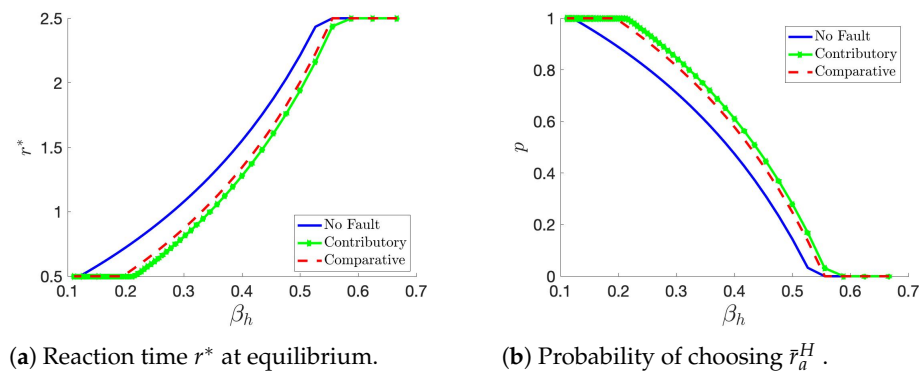 2.5
2
1.5
1
0.5
r*
0.1 0.2 0.3 0.4 0.5 0.6 0.7
β_h
No Fault
Contributory
Comparative
(a) Reaction time r* at equilibrium.
1
0.8
0.6
0.4
0.2
0
p
0.1 0.2 0.3 0.4 0.5 0.6 0.7
β_h
No Fault
Contributory
Comparative
(b) Probability of choosing r̄_a^H .